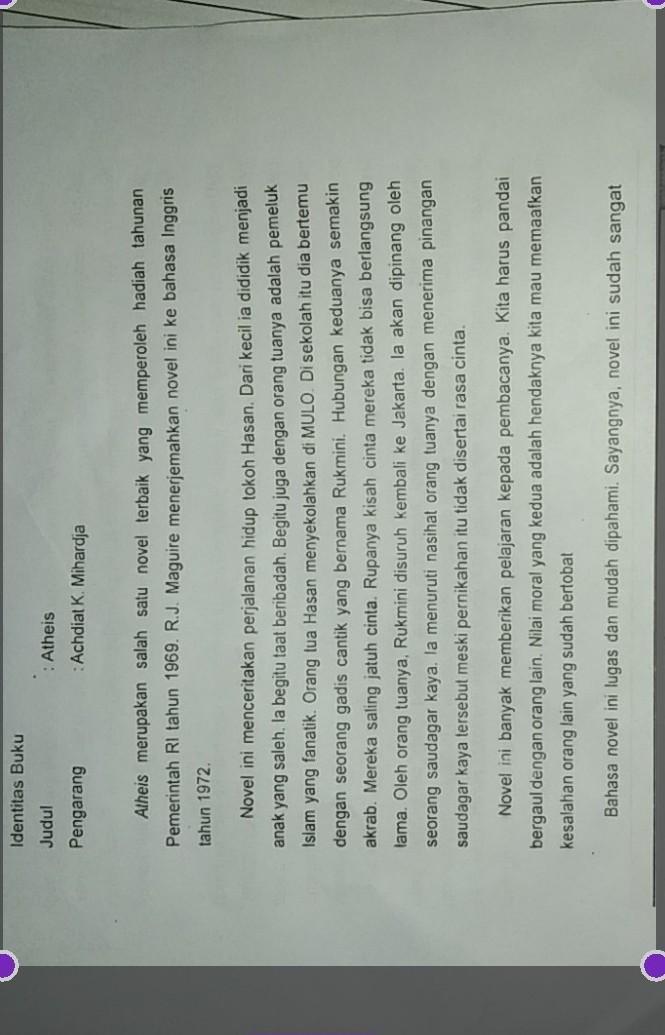 Identitas Buku
Judul : Atheis
Pengarang : Achdiat K. Mihardja
Atheis merupakan salah satu novel terbaik yang memperoleh hadiah tahunan
Pemerintah RI tahun 1969. R.J. Maguire menerjemahkan novel ini ke bahasa Inggris
tahun 1972.
Novel ini menceritakan perjalanan hidup tokoh Hasan. Dari kecil ia dididik menjadi
anak yang saleh. Ia begitu taat beribadah. Begitu juga dengan orang tuanya adalah pemeluk
Islam yang fanatik. Orang tua Hasan menyekolahkan di MULO. Di sekolah itu dia bertemu
dengan seorang gadis cantik yang bernama Rukmini. Hubungan keduanya semakin
akrab. Mereka saling jatuh cinta. Rupanya kisah cinta mereka tidak bisa berlangsung
lama. Oleh orang tuanya, Rukmini disuruh kembali ke Jakarta. Ia akan dipinang oleh
seorang saudagar kaya. Ia menuruti nasihat orang tuanya dengan menerima pinangan
saudagar kaya tersebut meski pernikahan itu tidak disertai rasa cinta.
Novel ini banyak memberikan pelajaran kepada pembacanya. Kita harus pandai
bergaul dengan orang lain. Nilai moral yang kedua adalah hendaknya kita mau memaafkan
kesalahan orang lain yang sudah bertobat
Bahasa novel ini lugas dan mudah dipahami. Sayangnya, novel ini sudah sangat